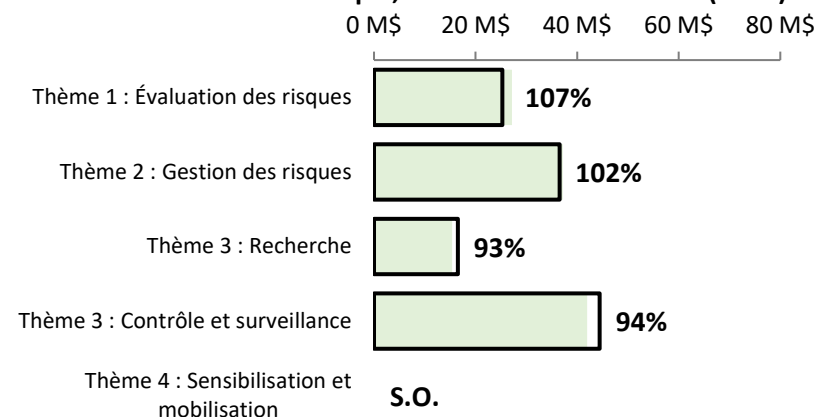 0 M$ 20 M$ 40 M$ 60 M$ 80 M$
Thème 1 : Évaluation des risques 107%
Thème 2 : Gestion des risques 102%
Thème 3 : Recherche 93%
Thème 3 : Contrôle et surveillance 94%
Thème 4 : Sensibilisation et
mobilisation
S.O.